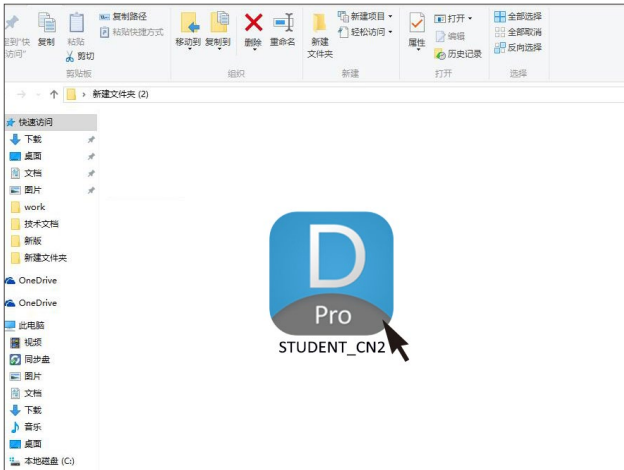 复制路径
粘贴快捷方式
复制
粘贴
剪切
访问"
剪贴板
移动到
复制到
删除
重命名
组织
新建项目
轻松访问
新建
文件夹
新建
属性
打开
编辑
历史记录
打开
全部选择
全部取消
反向选择
选择
新建文件夹 (2)
快速访问
下载
桌面
文档
图片
work
技术文档
新版
新建文件夹
OneDrive
OneDrive
此电脑
视频
同步盘
图片
文档
下载
音乐
桌面
本地磁盘 (C:)
D
Pro
STUDENT_CN2